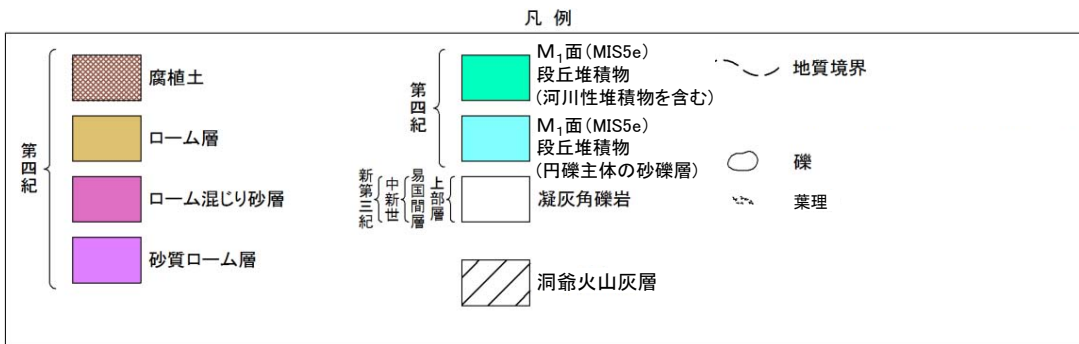 凡 例
第四紀
腐植土
ローム層
ローム混じり砂層
砂質ローム層
第四紀
M₁面(MIS5e)
段丘堆積物
(河川性堆積物を含む)
M₁面(MIS5e)
段丘堆積物
(円礫主体の砂礫層)
新第三紀
中新世
易国間層
上部層
凝灰角礫岩
洞爺火山灰層
地質境界
礫
葉理